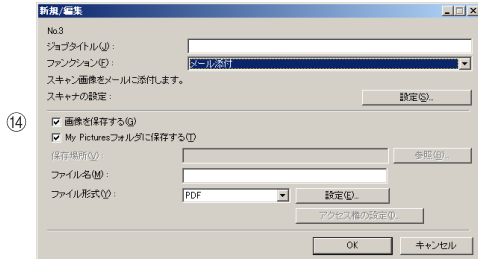 新規/編集
No.3
ジョブタイトル(J):
ファンクション(F): メール添付
スキャン画像をメールに添付します。
スキャナの設定: 設定(S)...
⑭
画像を保存する(G)
My Picturesフォルダに保存する(T)
保存場所(V): 参照(B)...
ファイル名(M):
ファイル形式(Y): PDF 設定(E)...
アクセス権の設定(I)...
OK キャンセル